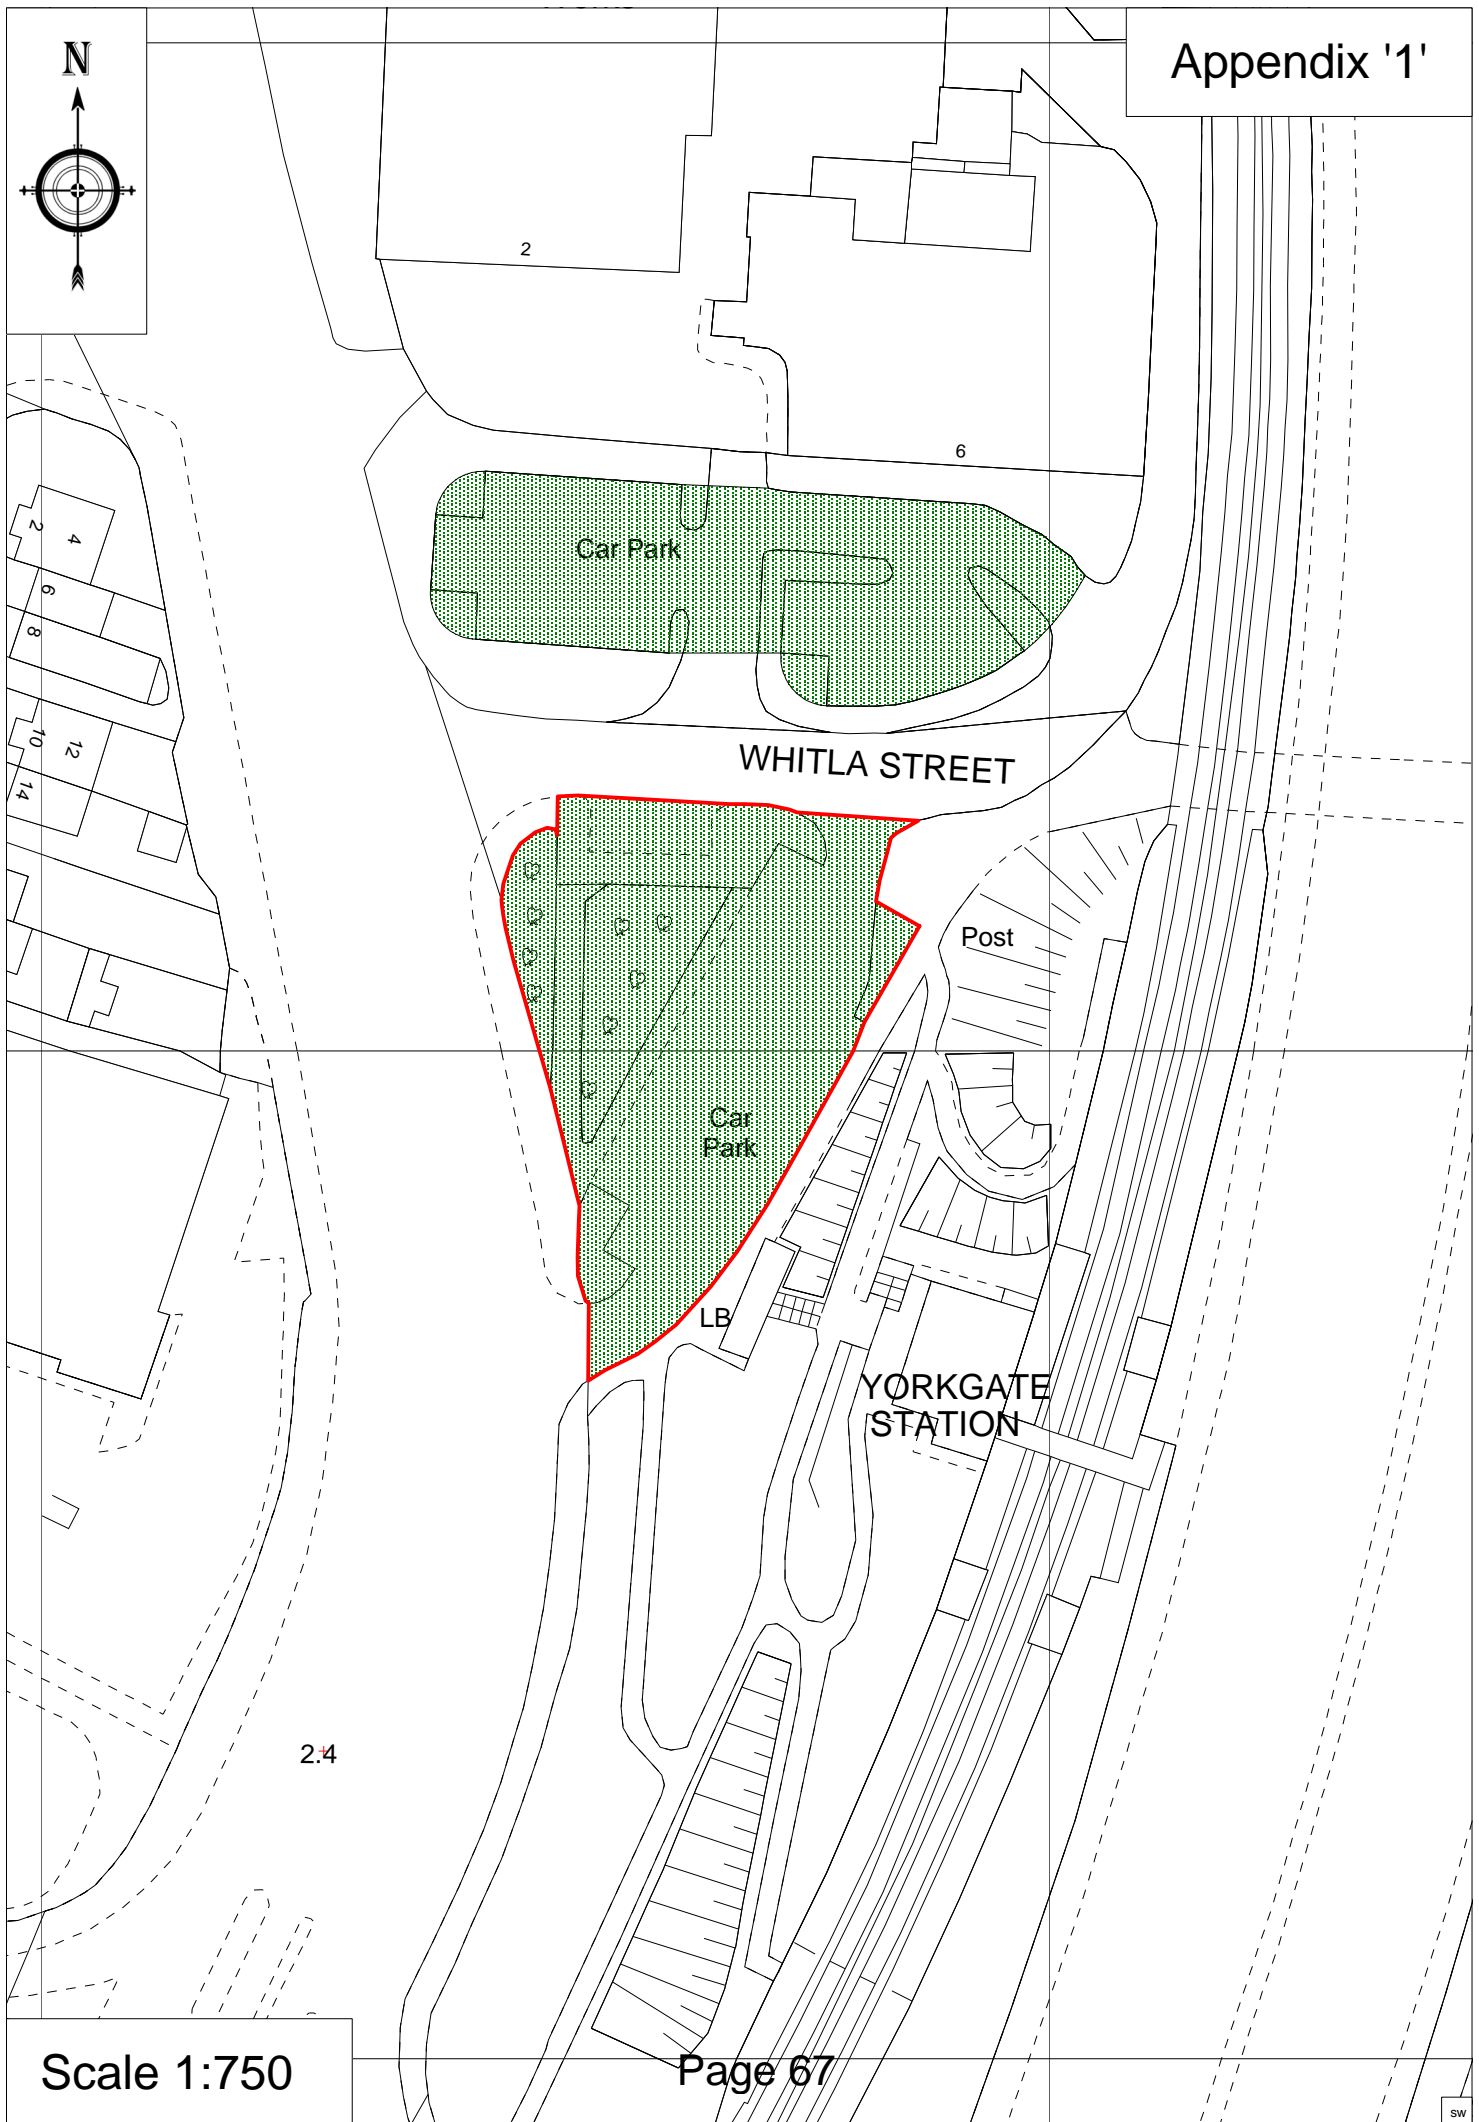 N
Appendix '1'
2
6
Car Park
2
4
6
8
10
12
14
WHITLA STREET
Post
Car
Park
LB
YORKGATE
STATION
2.4
Scale 1:750
Page 67
SW